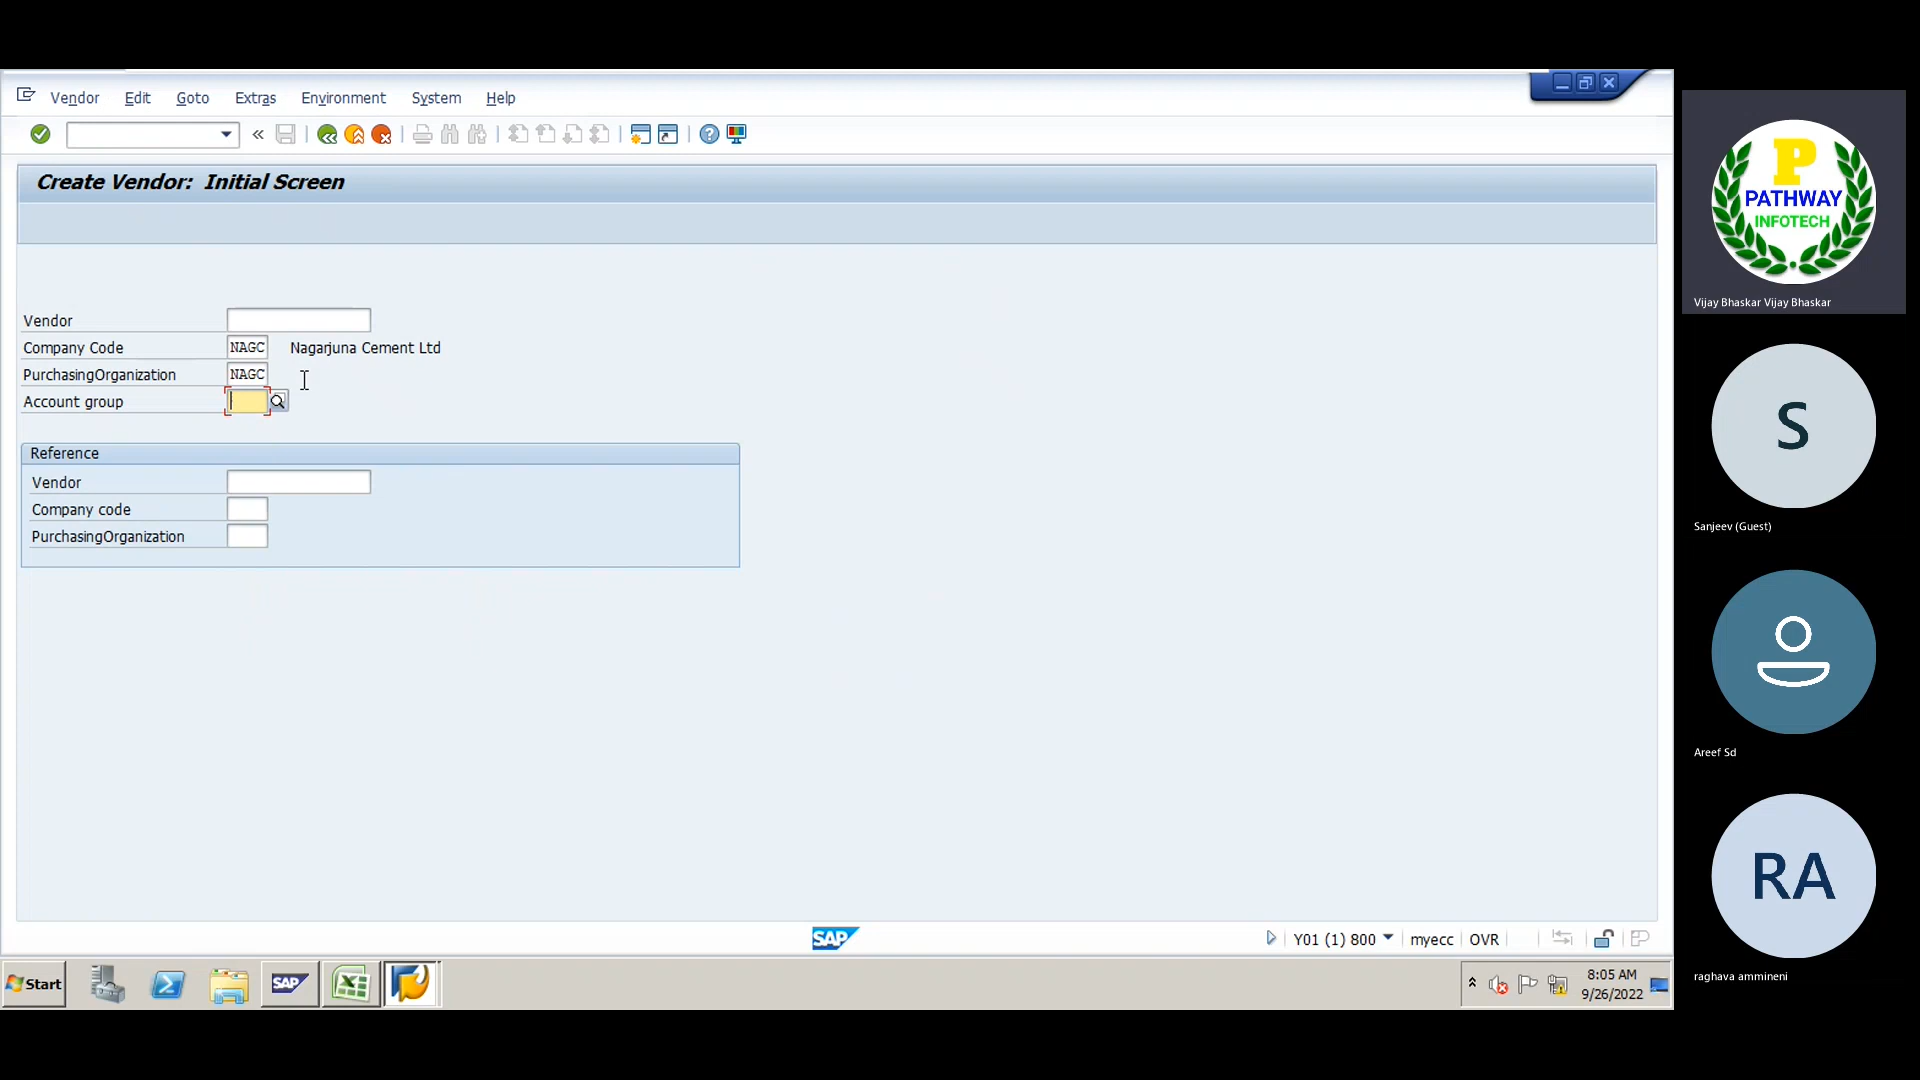 Vendor Edit Goto Extras Environment System Help
Create Vendor: Initial Screen
Vendor
Company Code NAGC Nagarjuna Cement Ltd
PurchasingOrganization NAGC
Account group
Reference
Vendor
Company code
PurchasingOrganization
SAP
Y01 (1) 800 myecc OVR
Start SAP
8:05 AM
9/26/2022
P
PATHWAY
INFOTECH
Vijay Bhaskar Vijay Bhaskar
S
Sanjeev (Guest)
Areef Sd
RA
raghava ammineni